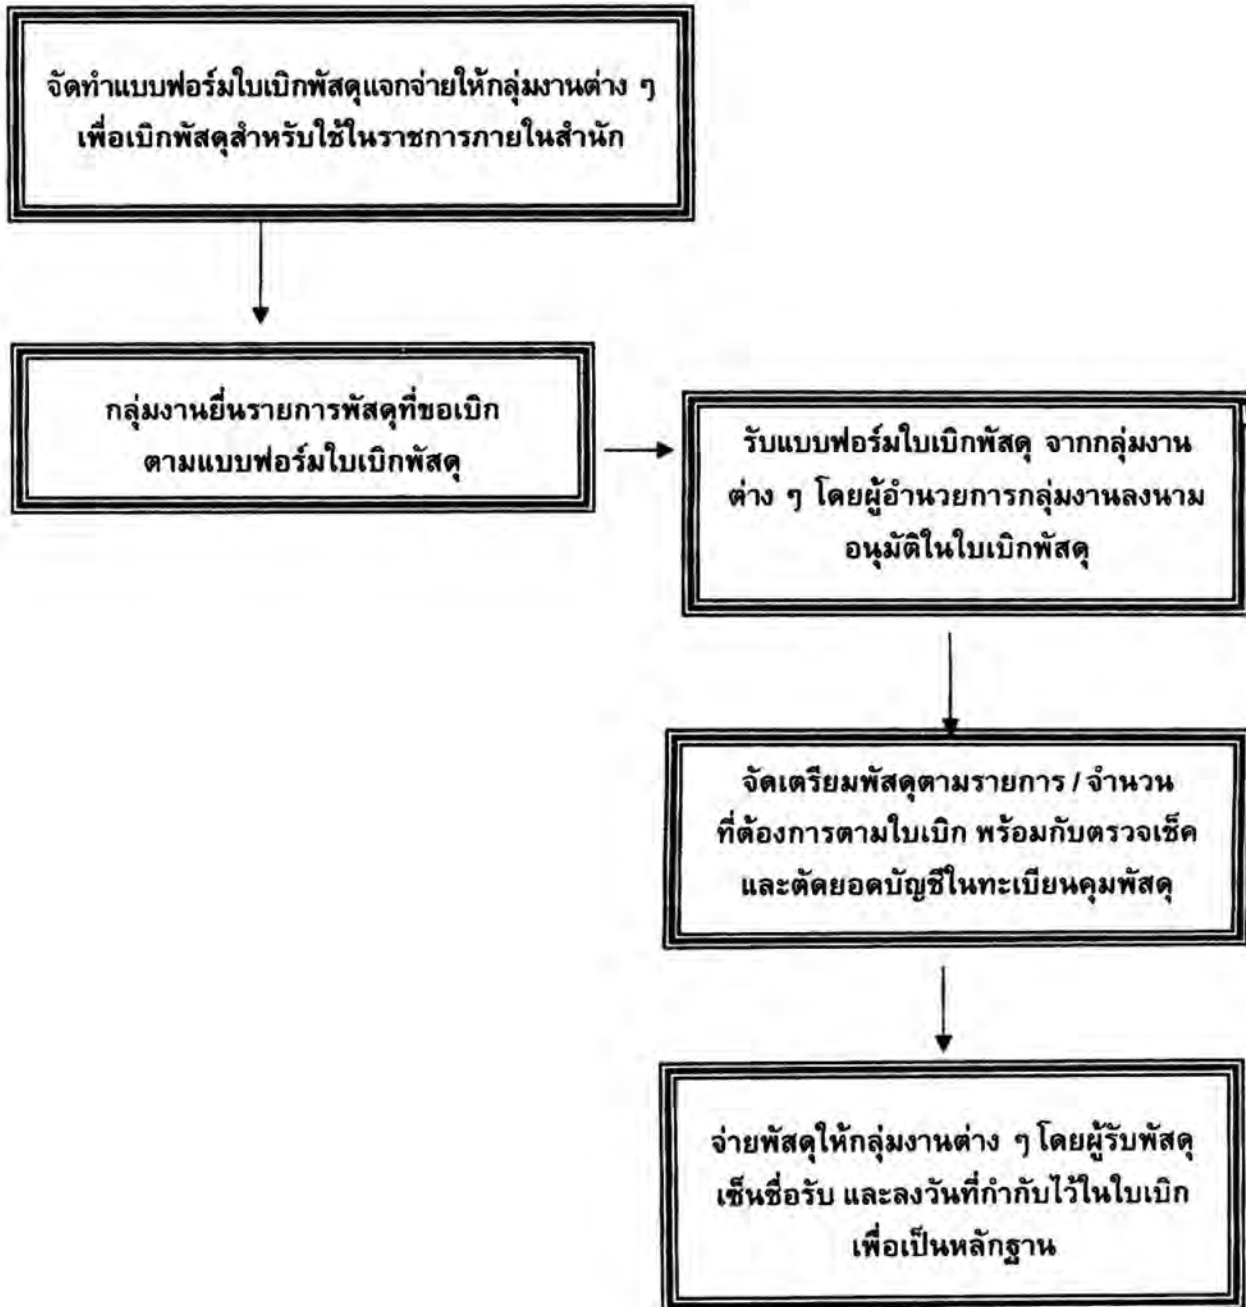 จัดทำแบบฟอร์มใบเบิกพัสดุแจกจ่ายให้กลุ่มงานต่าง ๆ
เพื่อเบิกพัสดุสำหรับใช้ในราชการภายในสำนัก
กลุ่มงานยื่นรายการพัสดุที่ขอเบิก
ตามแบบฟอร์มใบเบิกพัสดุ
รับแบบฟอร์มใบเบิกพัสดุ จากกลุ่มงาน
ต่าง ๆ โดยผู้อำนวยการกลุ่มงานลงนาม
อนุมัติในใบเบิกพัสดุ
จัดเตรียมพัสดุตามรายการ / จำนวน
ที่ต้องการตามใบเบิก พร้อมกับตรวจเช็ค
และตัดยอดบัญชีในทะเบียนคุมพัสดุ
จ่ายพัสดุให้กลุ่มงานต่าง ๆ โดยผู้รับพัสดุ
เซ็นชื่อรับ และลงวันที่กำกับไว้ในใบเบิก
เพื่อเป็นหลักฐาน